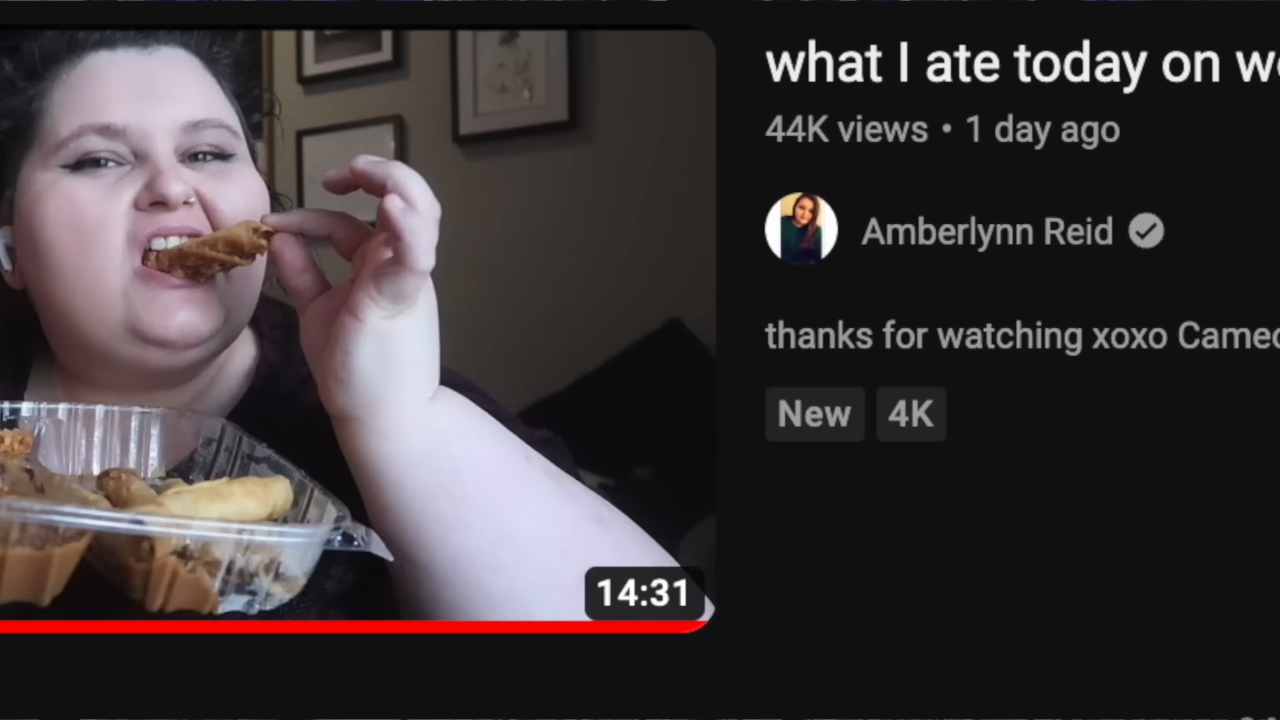 what I ate today on w
44K views • 1 day ago
Amberlynn Reid
thanks for watching xoxo Came
New 4K
14:31